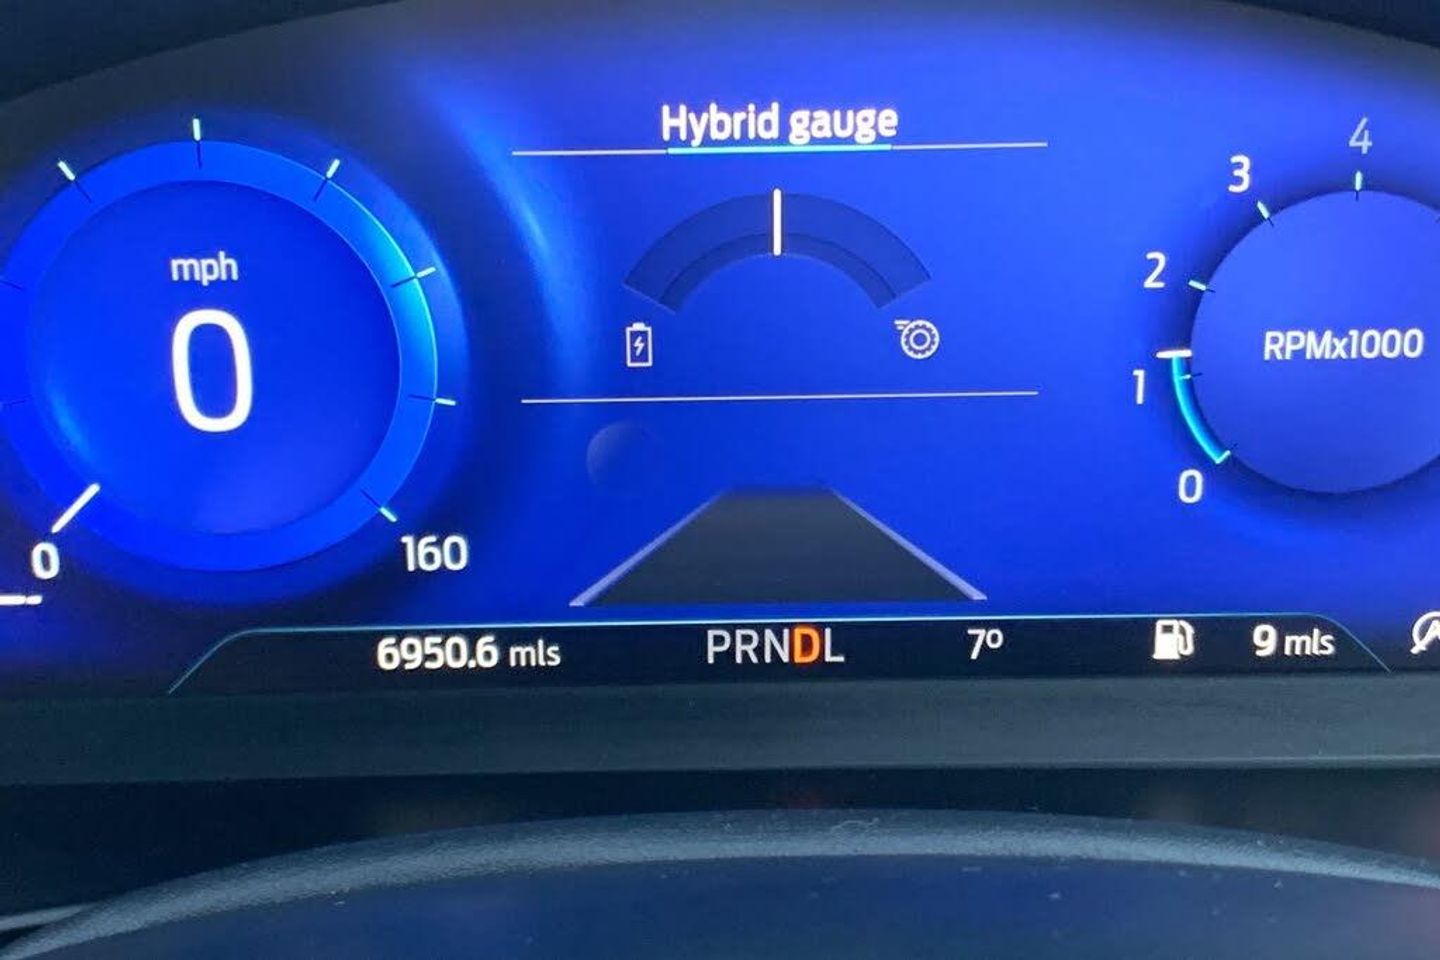 Hybrid gauge
mph
0
0
160
4
3
2
1
0
RPMx1000
6950.6 mls
PRNDL
7º
9 mls